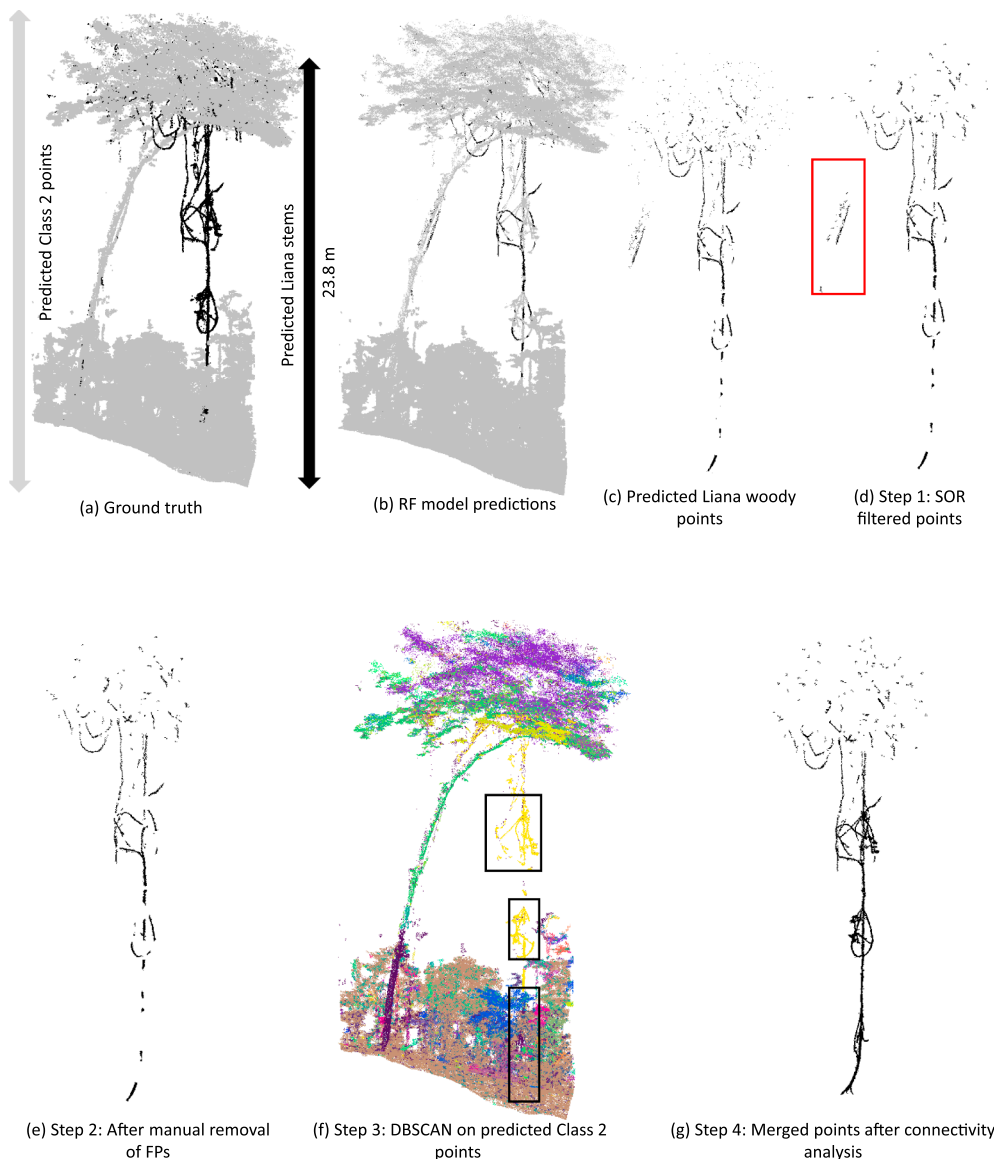 Predicted Class 2 points
Predicted Liana stems
23.8 m
(a) Ground truth
(b) RF model predictions
(c) Predicted Liana woody
points
(d) Step 1: SOR
filtered points
(e) Step 2: After manual removal
of FPs
(f) Step 3: DBSCAN on predicted Class 2
points
(g) Step 4: Merged points after connectivity
analysis